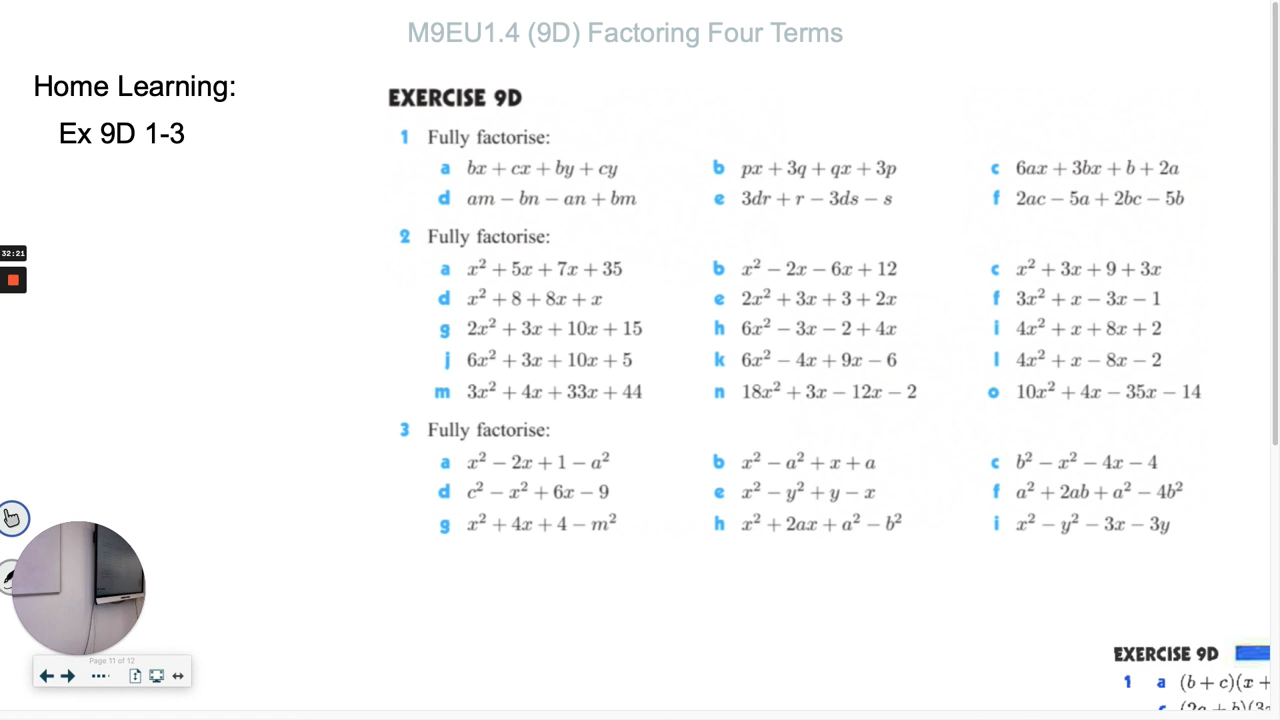 M9EU1.4 (9D) Factoring Four Terms
Home Learning:
Ex 9D 1-3
EXERCISE 9D
1 Fully factorise:
a bx + cx + by + cy b px + 3q + qx + 3p c 6ax + 3bx + b + 2a
d am − bn − an + bm e 3dr + r − 3ds − s f 2ac − 5a + 2bc − 5b
2 Fully factorise:
a x² + 5x + 7x + 35 b x² − 2x − 6x + 12 c x² + 3x + 9 + 3x
d x² + 8 + 8x + x e 2x² + 3x + 3 + 2x f 3x² + x − 3x − 1
g 2x² + 3x + 10x + 15 h 6x² − 3x − 2 + 4x i 4x² + x + 8x + 2
j 6x² + 3x + 10x + 5 k 6x² − 4x + 9x − 6 l 4x² + x − 8x − 2
m 3x² + 4x + 33x + 44 n 18x² + 3x − 12x − 2 o 10x² + 4x − 35x − 14
3 Fully factorise:
a x² − 2x + 1 − a² b x² − a² + x + a c b² − x² − 4x − 4
d c² − x² + 6x − 9 e x² − y² + y − x f a² + 2ab + a² − 4b²
g x² + 4x + 4 − m² h x² + 2ax + a² − b² i x² − y² − 3x − 3y
32:21
Page 11 of 12
EXERCISE 9D
1 a (b + c)(x +